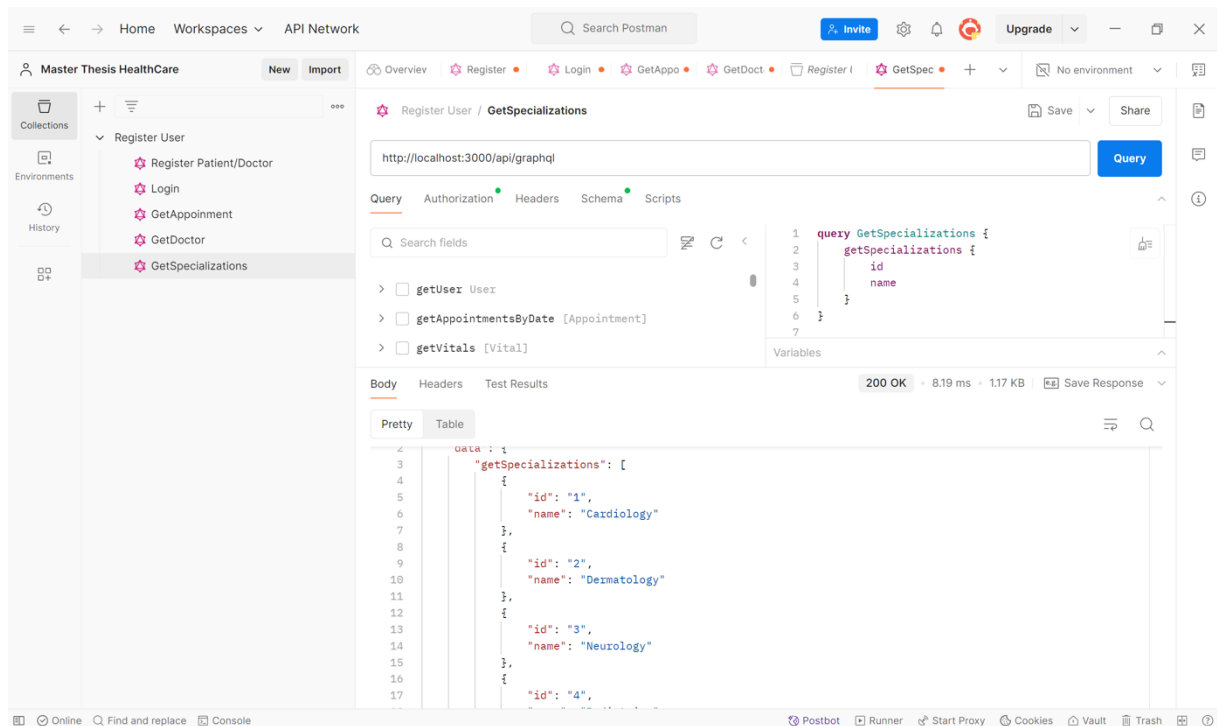 Home Workspaces API Network Search Postman Invite Upgrade
Master Thesis HealthCare New Import Overview Register Login GetAppo GetDoct Register GetSpec No environment
Collections
Environments
History
Register User
Register Patient/Doctor
Login
GetAppoinment
GetDoctor
GetSpecializations
Register User / GetSpecializations Save Share
http://localhost:3000/api/graphql Query
Query Authorization Headers Schema Scripts
Search fields
getUser User
getAppointmentsByDate [Appointment]
getVitals [Vital]
1 query GetSpecializations {
2 getSpecializations {
3 id
4 name
5 }
6 }
7
Variables
Body Headers Test Results 200 OK • 8.19 ms • 1.17 KB e.g. Save Response
Pretty Table
2 "data": {
3 "getSpecializations": [
4 {
5 "id": "1",
6 "name": "Cardiology"
7 },
8 {
9 "id": "2",
10 "name": "Dermatology"
11 },
12 {
13 "id": "3",
14 "name": "Neurology"
15 },
16 {
17 "id": "4",
Online Find and replace Console Postbot Runner Start Proxy Cookies Vault Trash